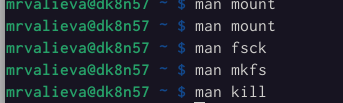 mrvalieva@dk8n57 ~ $ man mount
mrvalieva@dk8n57 ~ $ man mount
mrvalieva@dk8n57 ~ $ man fsck
mrvalieva@dk8n57 ~ $ man mkfs
mrvalieva@dk8n57 ~ $ man kill